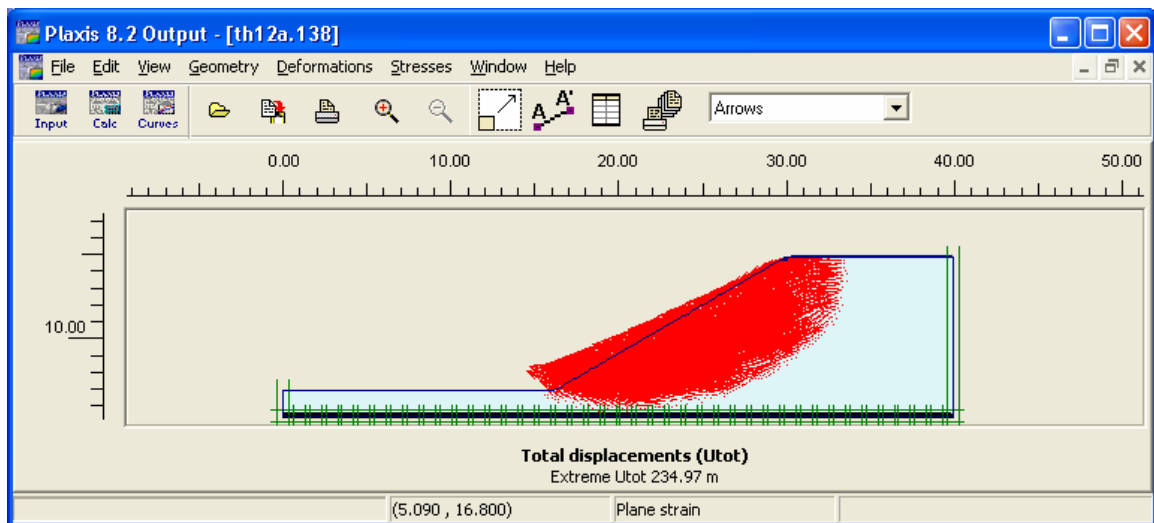 Plaxis 8.2 Output - [th12a.138]
File Edit View Geometry Deformations Stresses Window Help
Input Calc Curves A A' Arrows
0.00 10.00 20.00 30.00 40.00 50.00
10.00
Total displacements (Utot)
Extreme Utot 234.97 m
(5.090 , 16.800) Plane strain